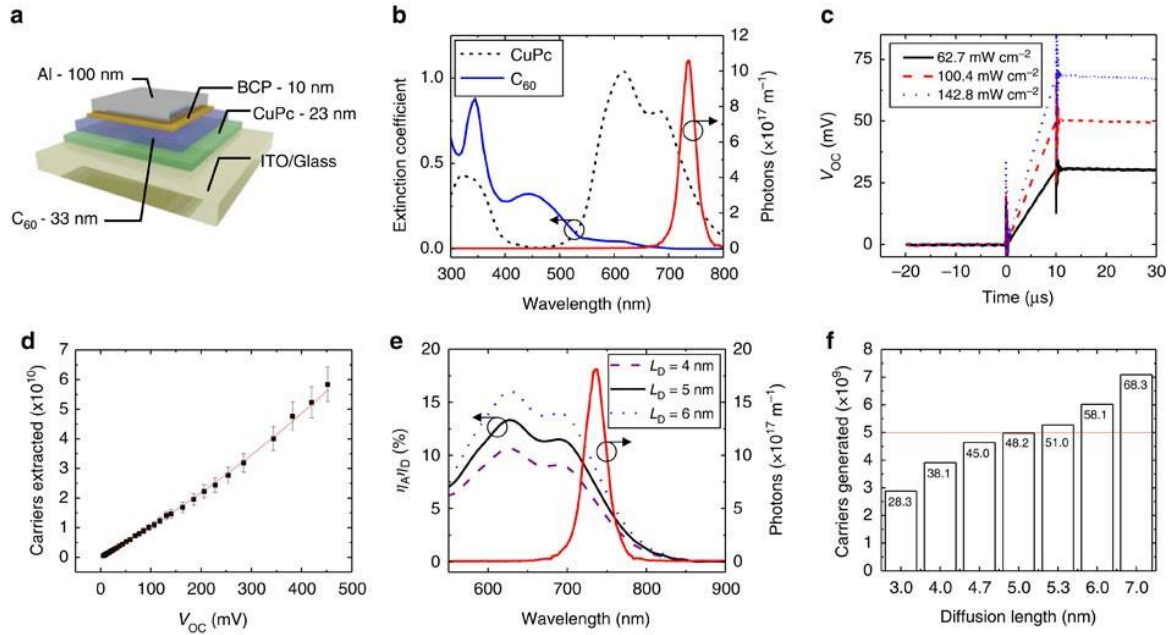 a
Al - 100 nm
BCP - 10 nm
CuPc - 23 nm
ITO/Glass
C60 - 33 nm
b
CuPc
C60
Extinction coefficient
1.0
0.5
0.0
12
10
8
6
4
2
0
Photons (×10¹⁷ m⁻¹)
300 400 500 600 700 800
Wavelength (nm)
c
62.7 mW cm⁻²
100.4 mW cm⁻²
142.8 mW cm⁻²
VOC (mV)
75
50
25
0
−20 −10 0 10 20 30
Time (μs)
d
Carriers extracted (x10¹⁰)
7
6
5
4
3
2
1
0
0 100 200 300 400 500
VOC (mV)
e
LD = 4 nm
LD = 5 nm
LD = 6 nm
ηAηD (%)
20
15
10
5
0
20
15
10
5
0
Photons (×10¹⁷ m⁻¹)
600 700 800 900
Wavelength (nm)
f
Carriers generated (×10⁹)
8
7
6
5
4
3
2
1
0
28.3
38.1
45.0
48.2
51.0
58.1
68.3
3.0 4.0 4.7 5.0 5.3 6.0 7.0
Diffusion length (nm)